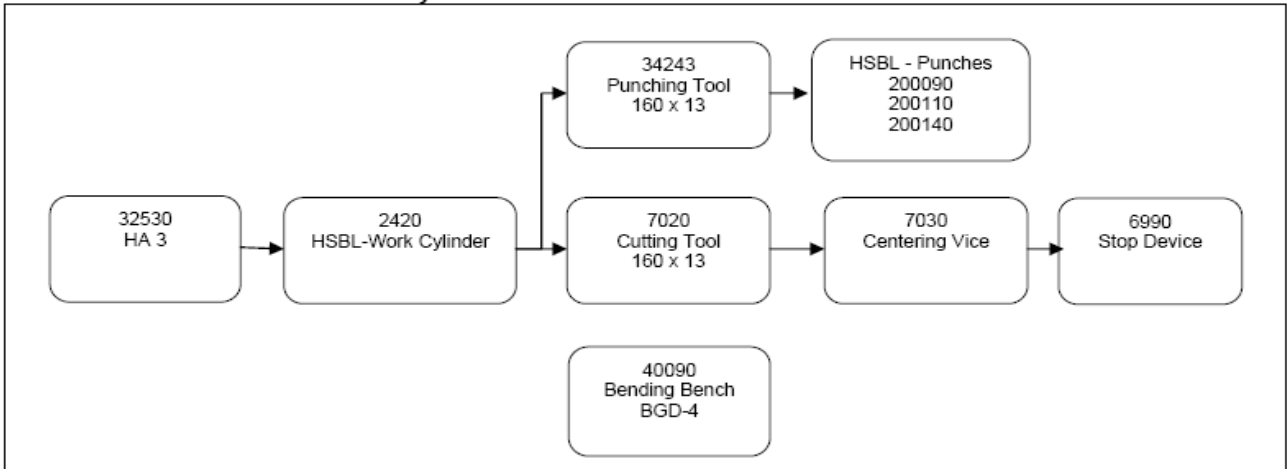 34243
Punching Tool
160 x 13
HSBL - Punches
200090
200110
200140
32530
HA 3
2420
HSBL-Work Cylinder
7020
Cutting Tool
160 x 13
7030
Centering Vice
6990
Stop Device
40090
Bending Bench
BGD-4